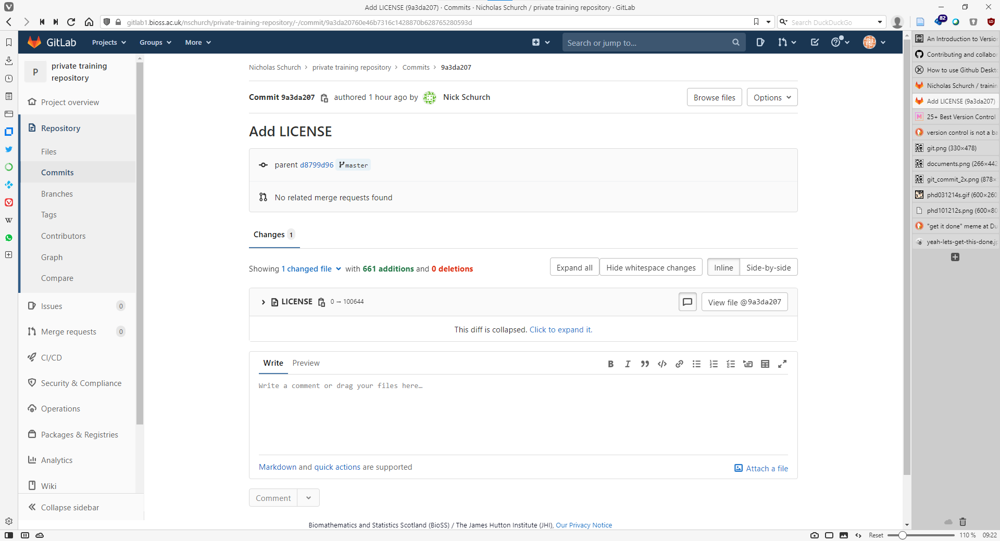 Add LICENSE (9a3da207) · Commits · Nicholas Schurch / private training repository · GitLab
gitlab1.bioss.ac.uk/nschurch/private-training-repository/-/commit/9a3da20760e46b7316c1428870b628765280593d
Search DuckDuckGo
82
GitLab
Projects
Groups
More
Search or jump to...
P
private training
repository
Project overview
Repository
Files
Commits
Branches
Tags
Contributors
Graph
Compare
Issues
0
Merge requests
0
CI/CD
Security & Compliance
Operations
Packages & Registries
Analytics
Wiki
Collapse sidebar
Nicholas Schurch > private training repository > Commits > 9a3da207
Commit 9a3da207 authored 1 hour ago by Nick Schurch
Browse files
Options
Add LICENSE
parent d8799d96 master
No related merge requests found
Changes 1
Showing 1 changed file with 661 additions and 0 deletions
Expand all
Hide whitespace changes
Inline
Side-by-side
LICENSE 0 → 100644
View file @9a3da207
This diff is collapsed. Click to expand it.
Write Preview
Write a comment or drag your files here…
Markdown and quick actions are supported
Attach a file
Comment
Biomathematics and Statistics Scotland (BioSS) / The James Hutton Institute (JHI), Our Privacy Notice
An Introduction to Versio
Contributing and collabor
How to use Github Deskt
Nicholas Schurch / trainin
Add LICENSE (9a3da207)
25+ Best Version Control
version control is not a ba
git.png (330×478)
documents.png (266×442
git_commit_2x.png (878×
phd031214s.gif (600×260
phd101212s.png (600×80
"get it done" meme at Du
yeah-lets-get-this-done.j
Reset
110 %
09:22